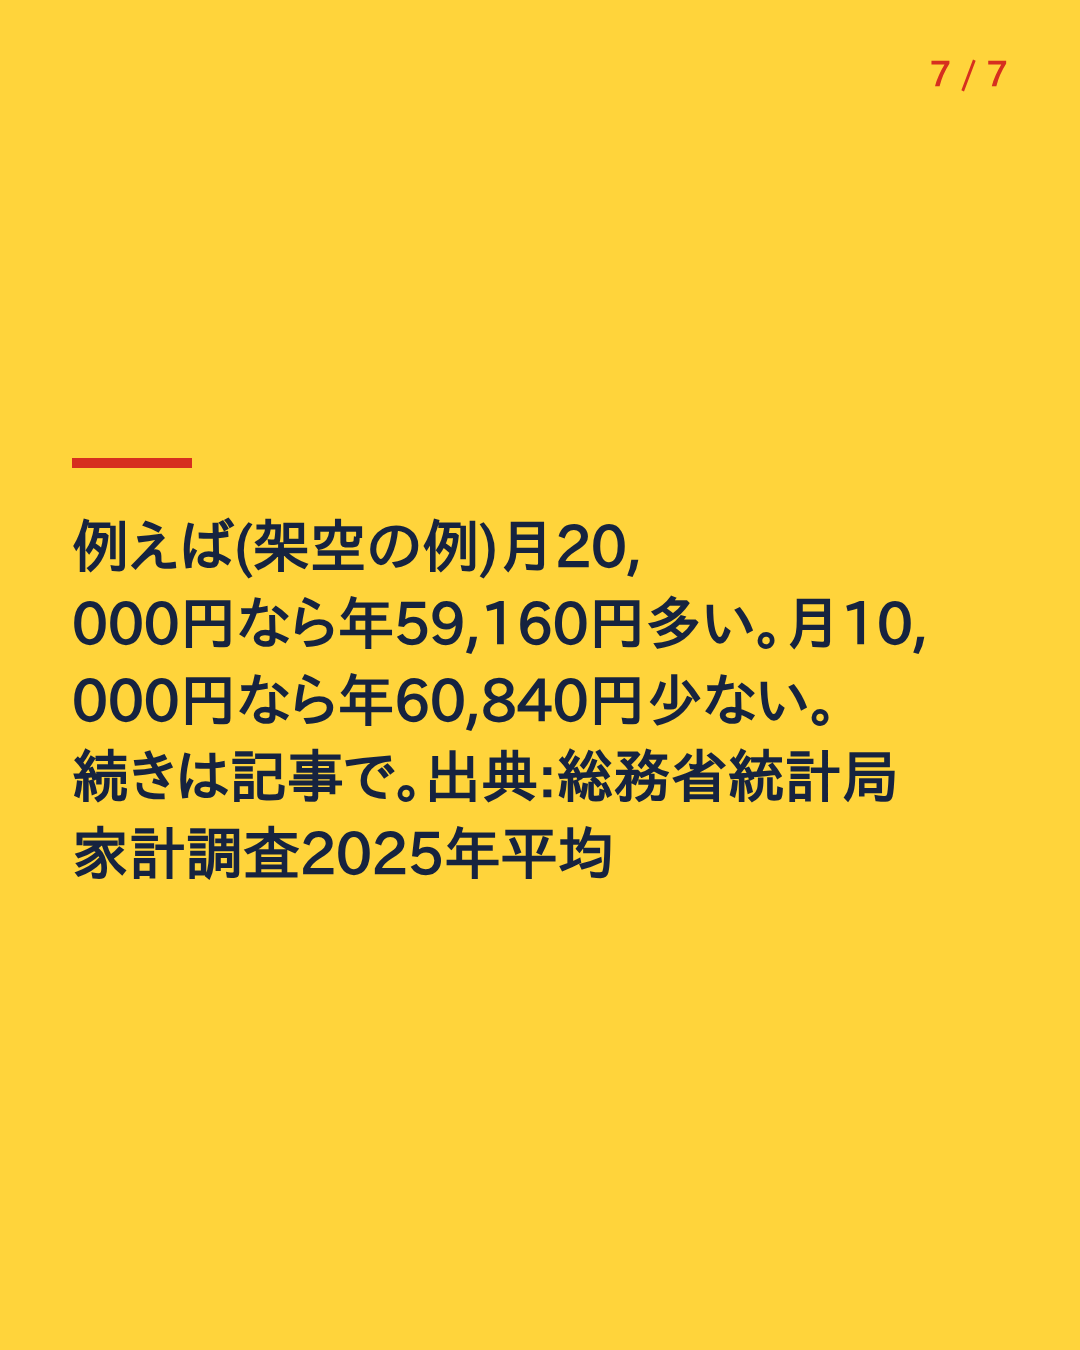 7 / 7
例えば(架空の例)月20,
000円なら年59,160円多い。月10,
000円なら年60,840円少ない。
続きは記事で。出典:総務省統計局
家計調査2025年平均